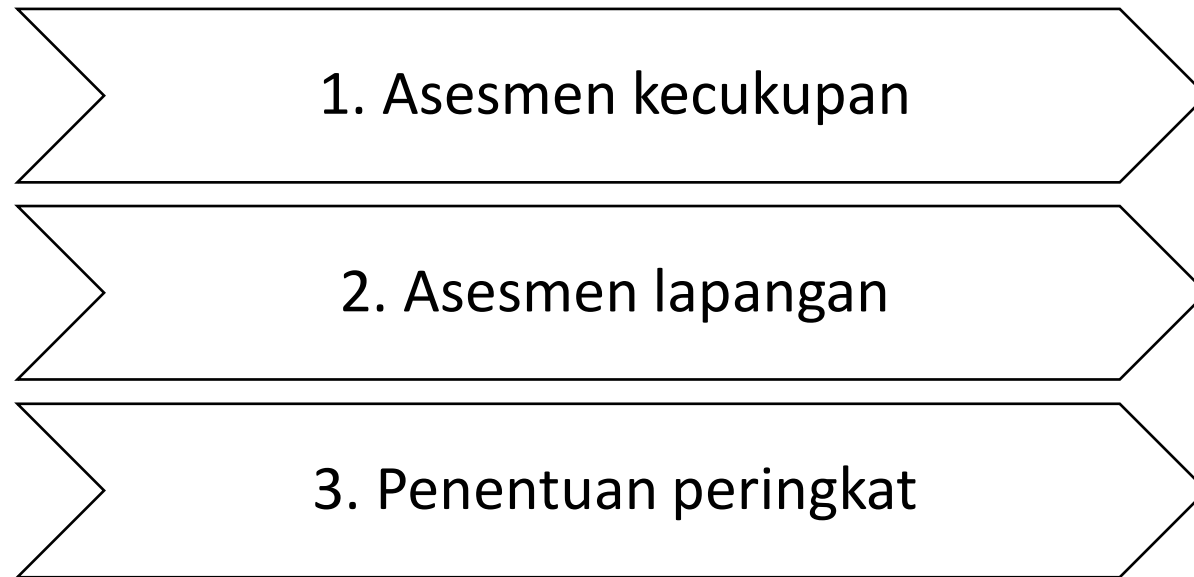 1. Asesmen kecukupan
2. Asesmen lapangan
3. Penentuan peringkat